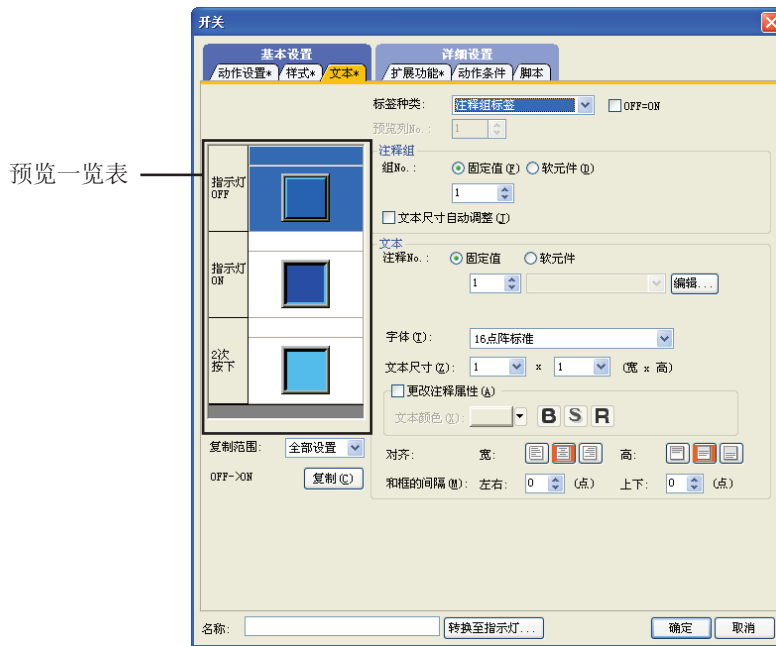 开关
基本设置 详细设置
动作设置* 样式* 文本* 扩展功能* 动作条件 脚本
标签种类: 注释组标签 OFF=ON
预览列No.: 1
注释组
组No.: 固定值(F) 软元件(D)
1
文本尺寸自动调整(T)
预览一览表
指示灯
OFF
指示灯
ON
2次
按下
文本
注释No.: 固定值 软元件
1 编辑...
字体(T): 16点阵标准
文本尺寸(Z): 1 x 1 (宽 x 高)
更改注释属性(A)
文本颜色(X): B S R
复制范围: 全部设置
对齐: 宽: 高:
OFF->ON 复制(C)
和框的间隔(M): 左右: 0 (点) 上下: 0 (点)
名称: 转换至指示灯... 确定 取消